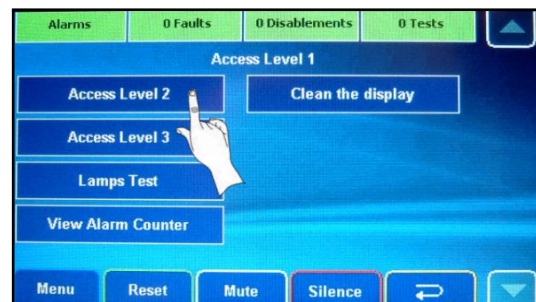 Alarms 0 Faults 0 Disablements 0 Tests
Access Level 1
Access Level 2 Clean the display
Access Level 3
Lamps Test
View Alarm Counter
Menu Reset Mute Silence